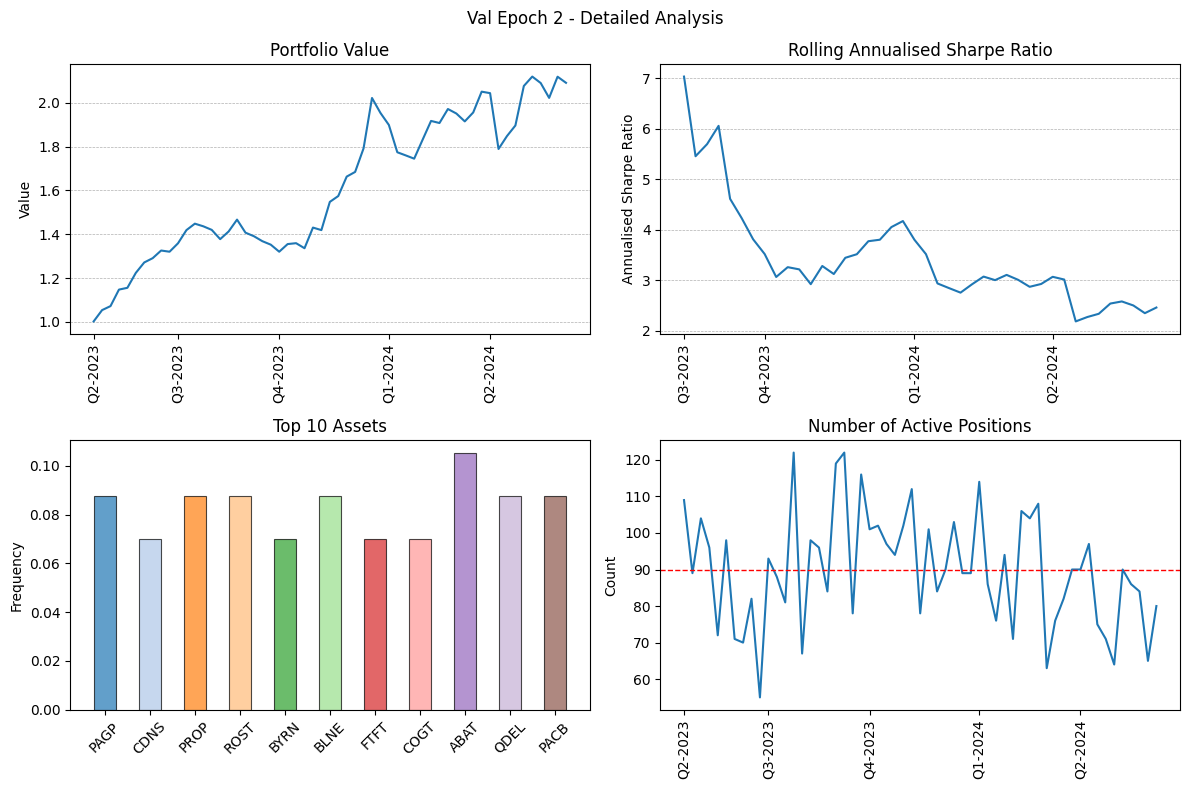 Val Epoch 2 - Detailed Analysis
Portfolio Value
Value
2.0
1.8
1.6
1.4
1.2
1.0
Q2-2023
Q3-2023
Q4-2023
Q1-2024
Q2-2024
Rolling Annualised Sharpe Ratio
Annualised Sharpe Ratio
7
6
5
4
3
2
Q3-2023
Q4-2023
Q1-2024
Q2-2024
Top 10 Assets
Frequency
0.10
0.08
0.06
0.04
0.02
0.00
PAGP
CDNS
PROP
ROST
BYRN
BLNE
FTFT
COGT
ABAT
QDEL
PACB
Number of Active Positions
Count
120
110
100
90
80
70
60
Q2-2023
Q3-2023
Q4-2023
Q1-2024
Q2-2024